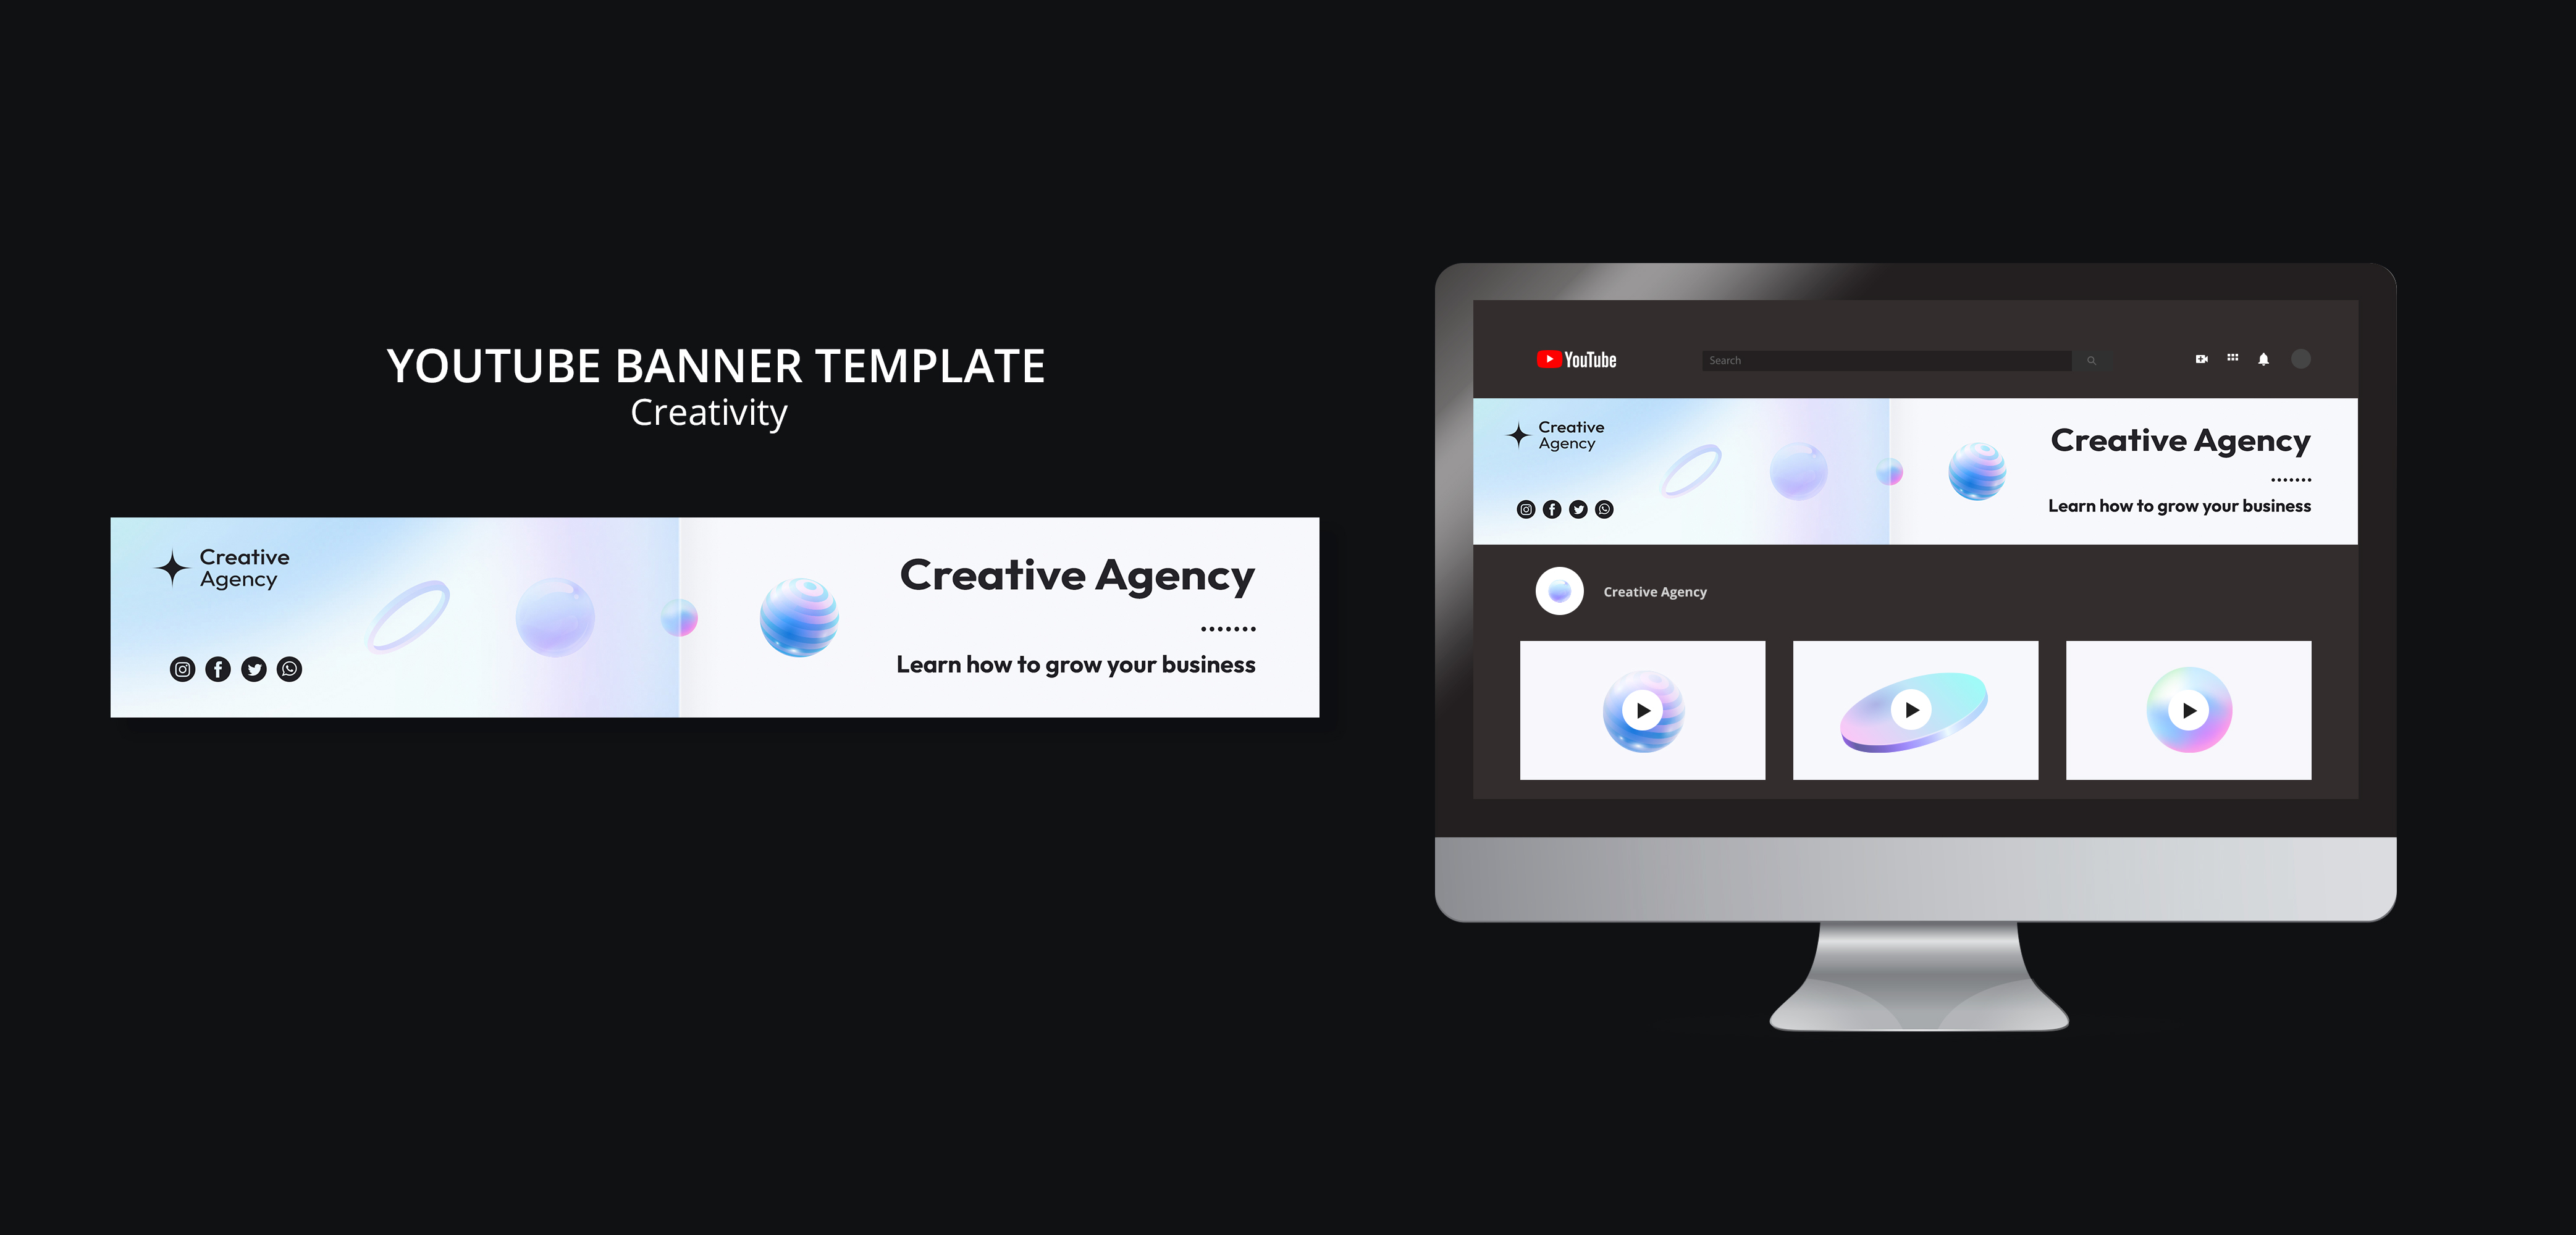 YOUTUBE BANNER TEMPLATE
Creativity
Creative
Agency
Creative Agency
Learn how to grow your business
YouTube
Search
Creative
Agency
Creative Agency
Learn how to grow your business
Creative Agency